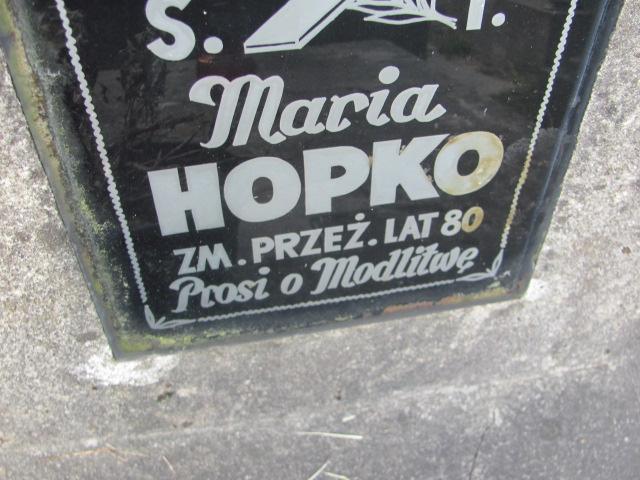 Ś. P.
Maria
HOPKO
ZM. PRZEŻ. LAT 80
Prosi o Modlitwę